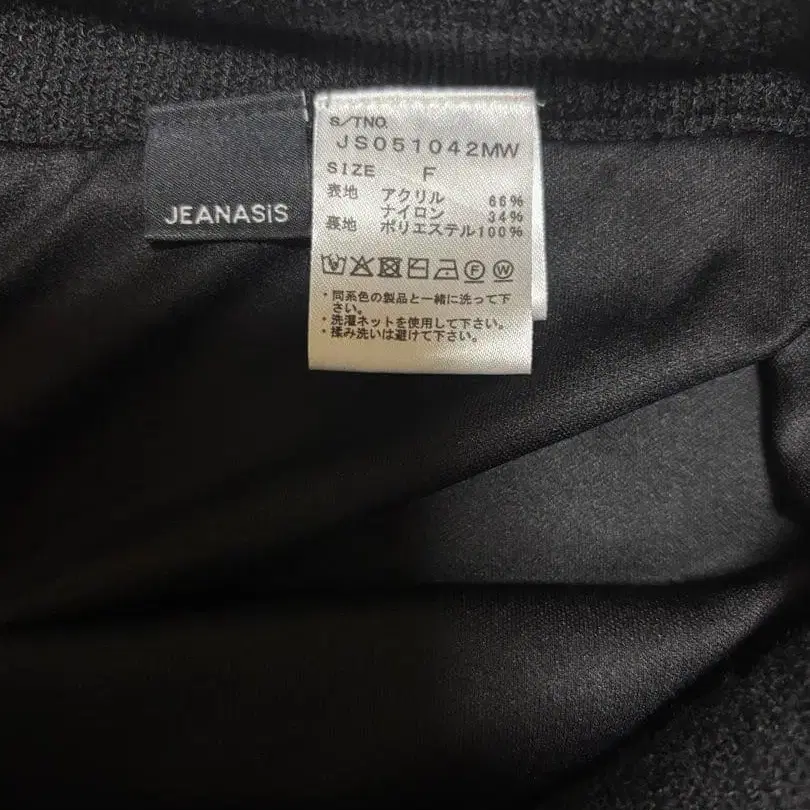 JEANASiS
S/TNO.
JS051042MW
SIZE F
表地 アクリル 66%
ナイロン 34%
裏地 ポリエステル100%
F W
・同系色の製品と一緒に洗って下
さい。
・洗濯ネットを使用して下さい。
・揉み洗いは避けて下さい。